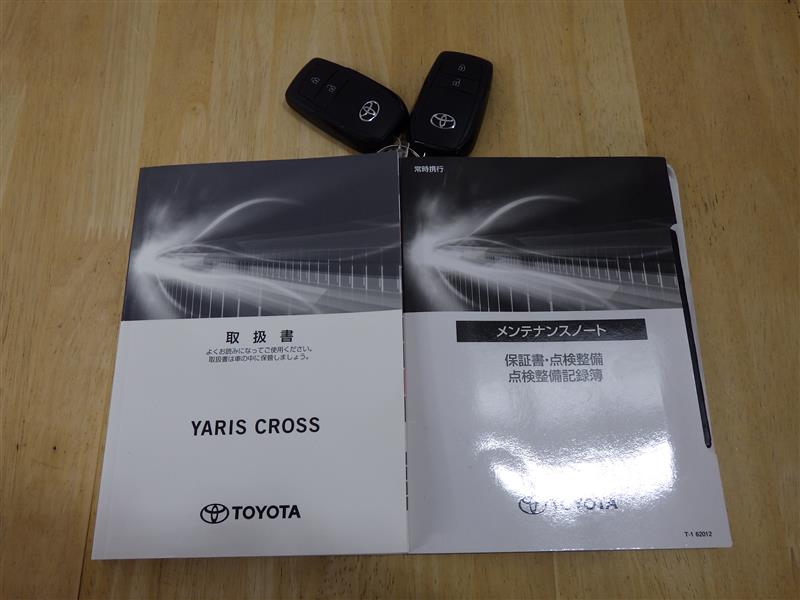 取扱書
よくお読みになってご使用ください。
取扱書は車の中に保管しましょう。
YARIS CROSS
TOYOTA
常時携行
メンテナンスノート
保証書・点検整備
点検整備記録簿
TOYOTA
T-1 62012